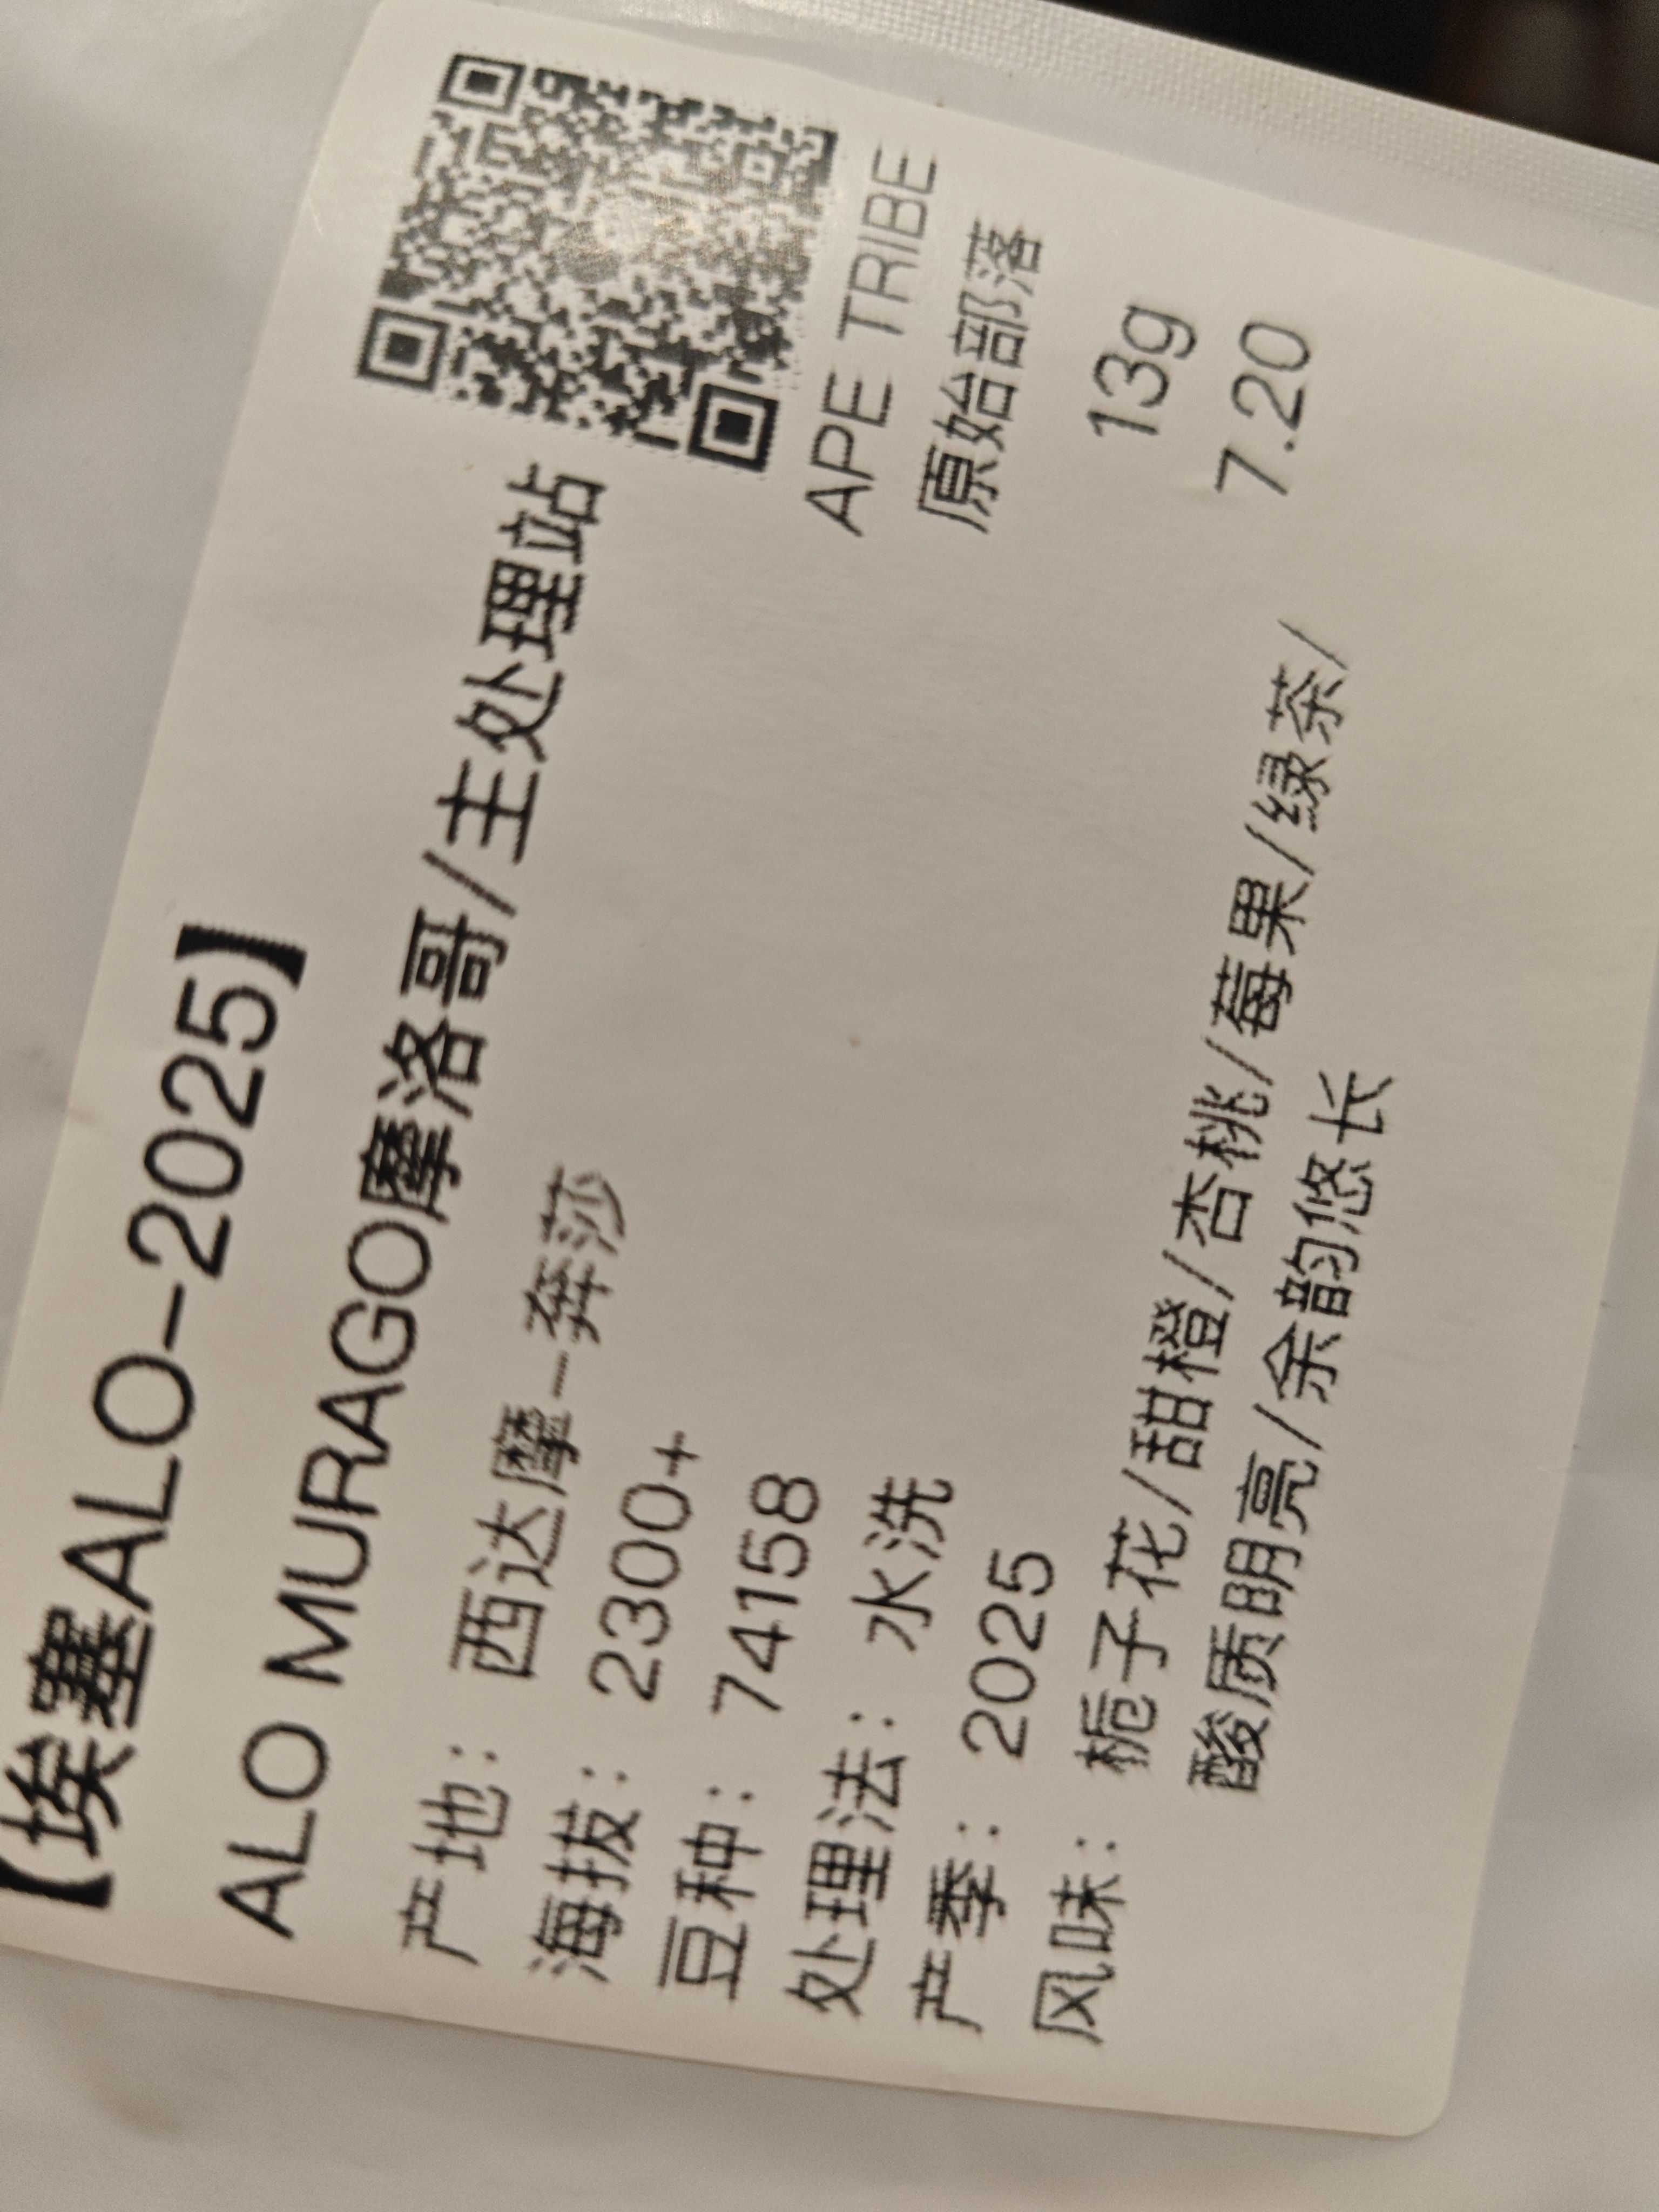 【埃塞ALO-2025】
ALO MURAGO摩洛哥/主处理站
产地： 西达摩-奔莎
海拔： 2300+
豆种： 74158
处理法： 水洗
产季： 2025
风味： 栀子花/甜橙/杏桃/莓果/绿茶/
酸质明亮/余韵悠长
APE TRIBE
原始部落
13g
7.20